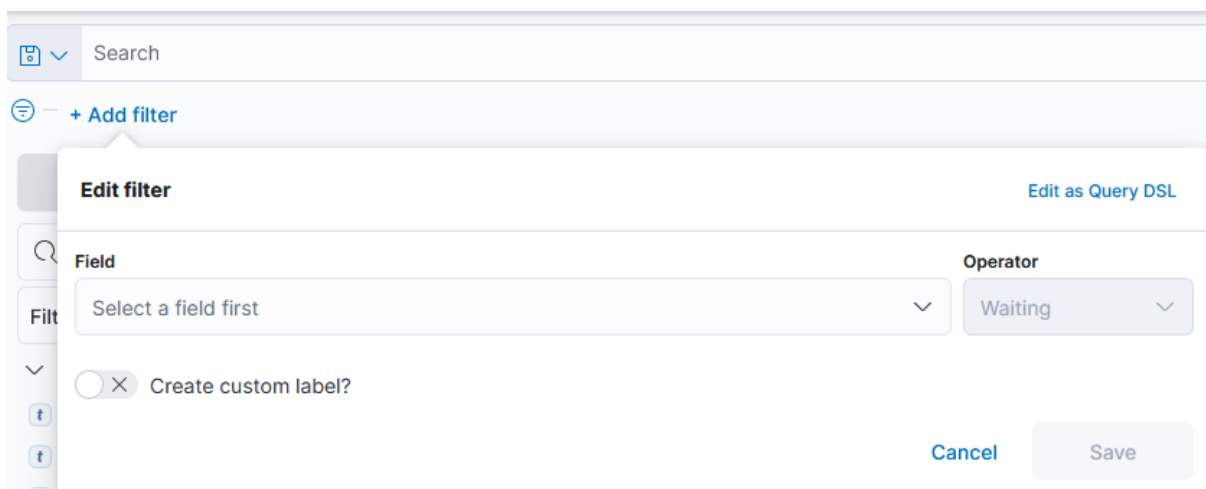 Search
+ Add filter
Edit filter
Edit as Query DSL
Field
Operator
Select a field first
Waiting
Filt
Create custom label?
t
t
Cancel
Save